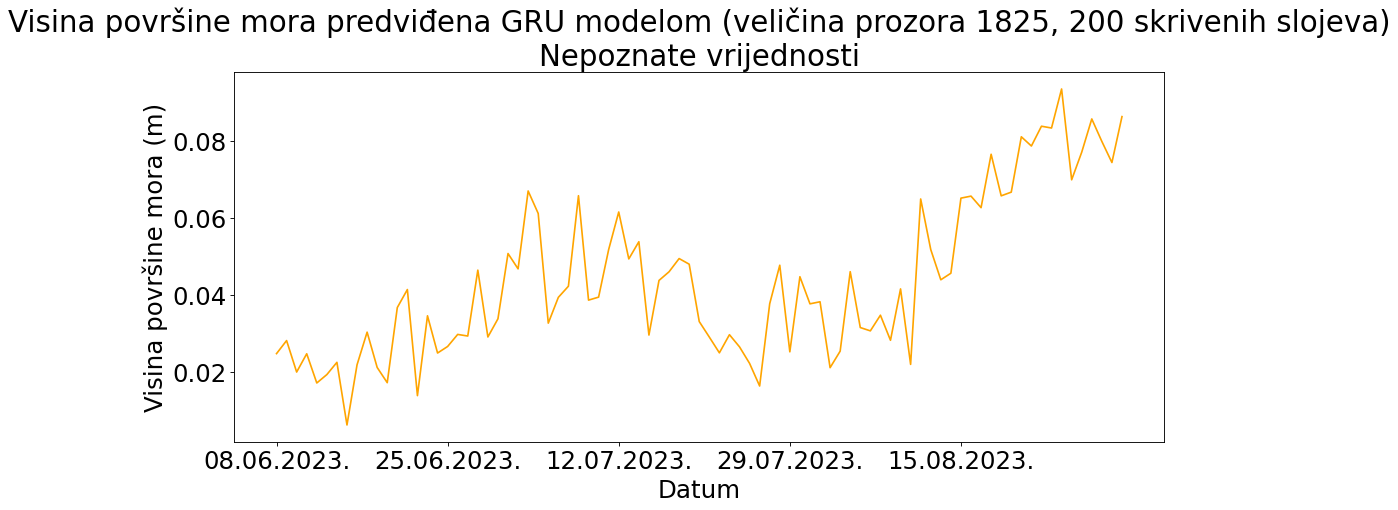 Visina površine mora predviđena GRU modelom (veličina prozora 1825, 200 skrivenih slojeva)
Nepoznate vrijednosti
Visina površine mora (m)
0.08
0.06
0.04
0.02
08.06.2023. 25.06.2023. 12.07.2023. 29.07.2023. 15.08.2023.
Datum